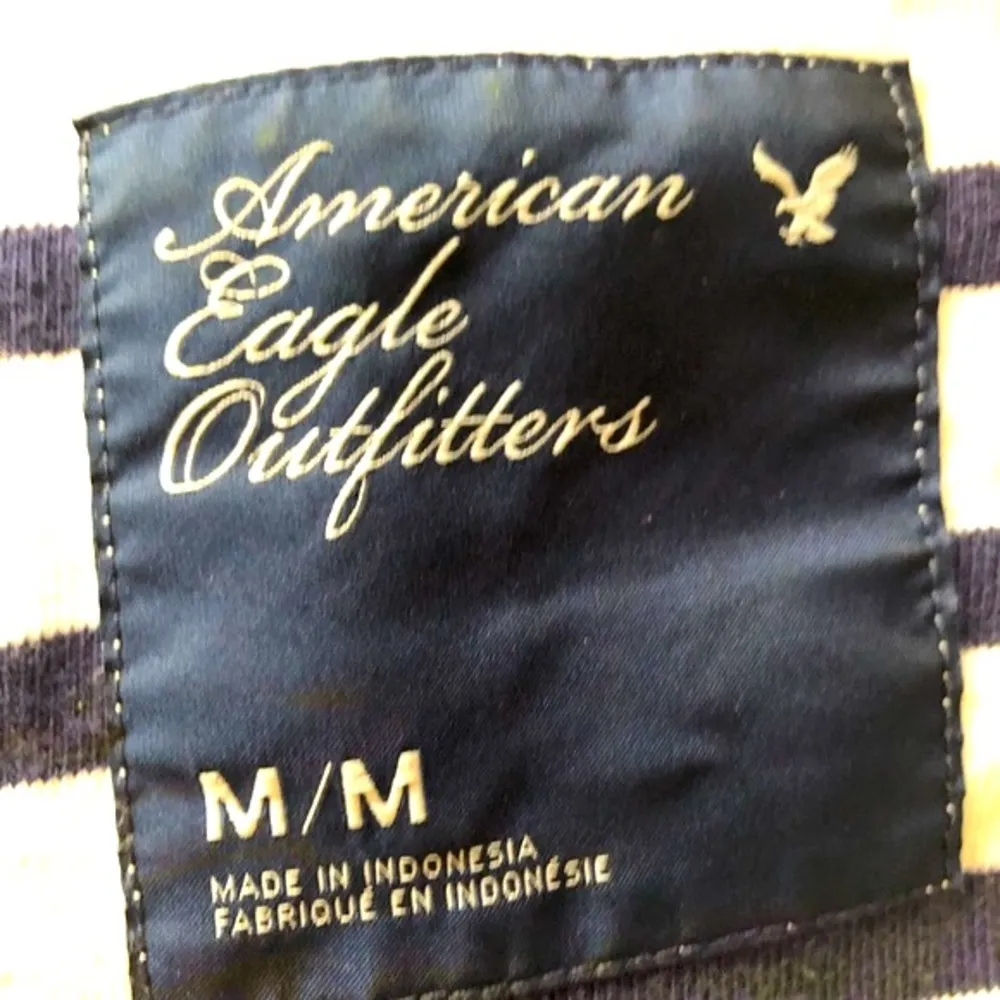 American
Eagle
Outfitters
M/M
MADE IN INDONESIA
FABRIQUÉ EN INDONÉSIE